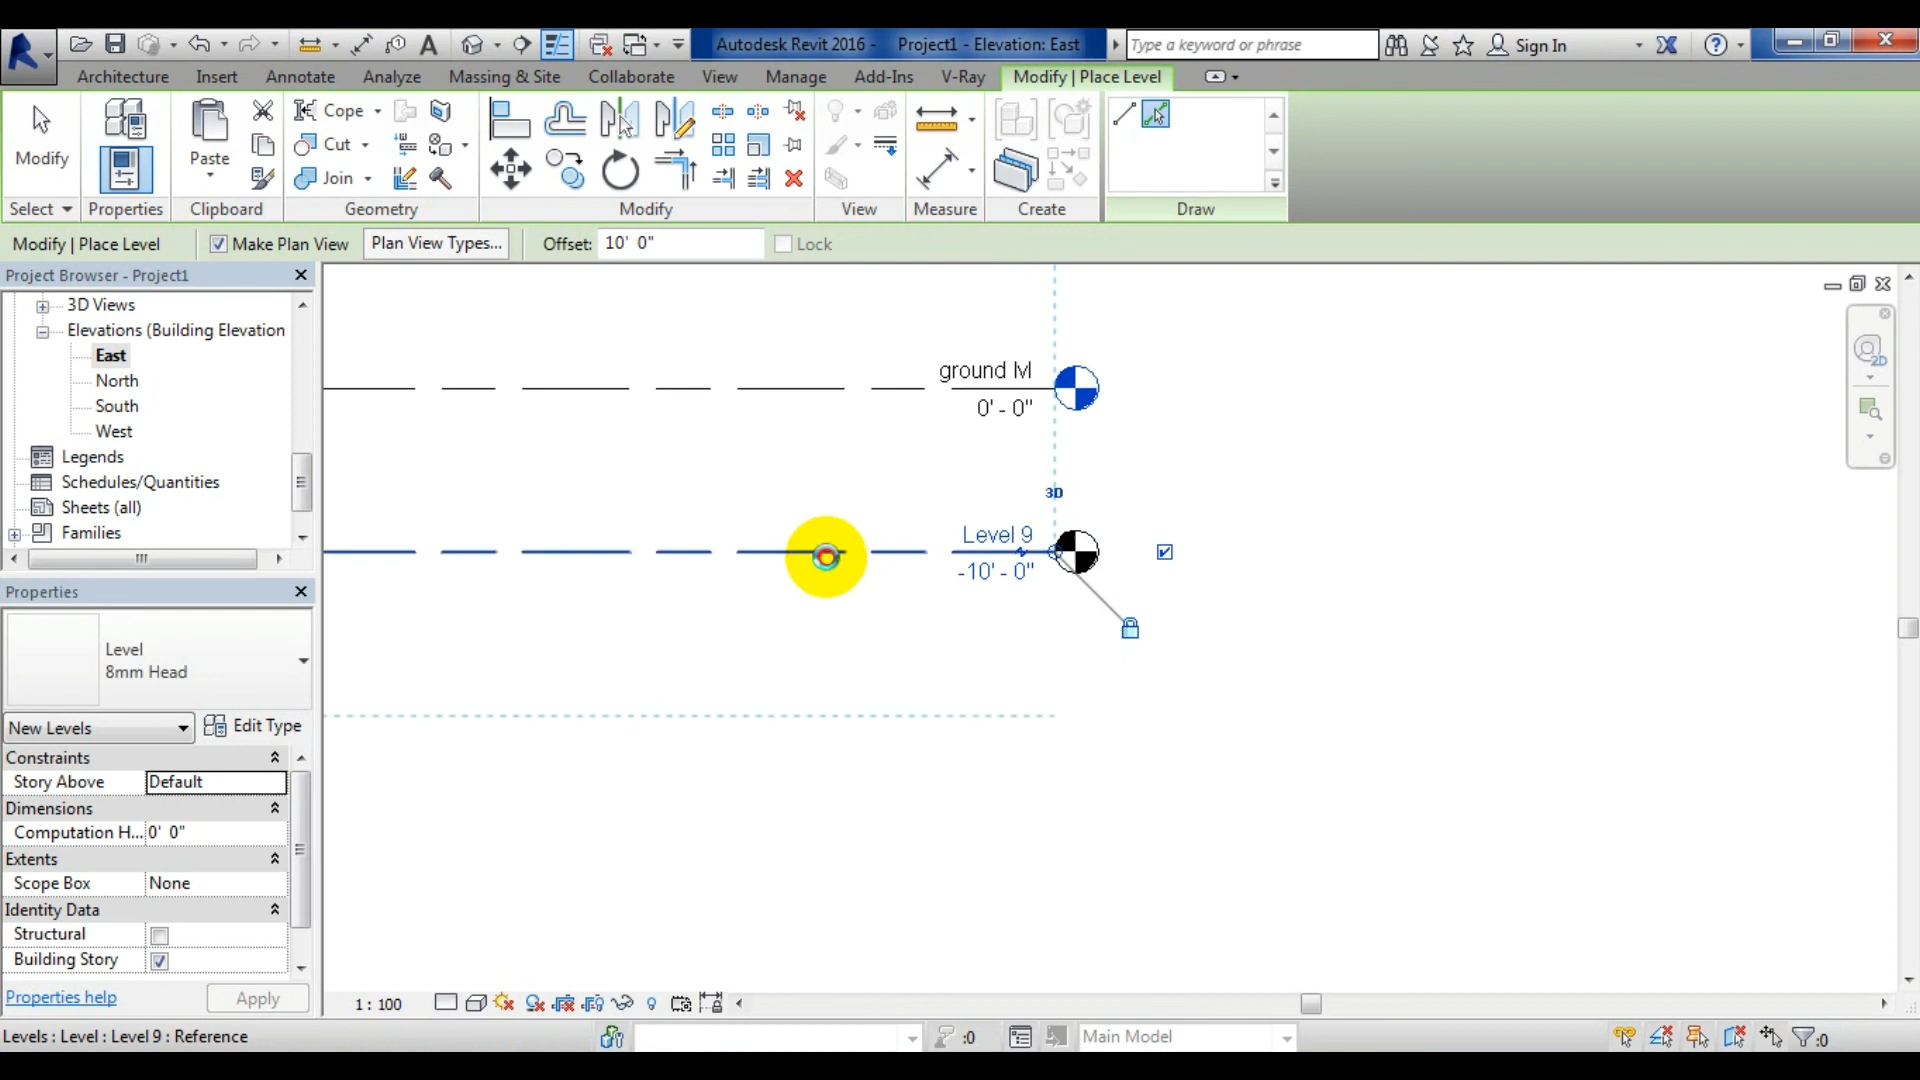 Autodesk Revit 2016 - Project1 - Elevation: East
Type a keyword or phrase
Sign In
Architecture Insert Annotate Analyze Massing & Site Collaborate View Manage Add-Ins V-Ray Modify | Place Level
Modify
Paste
Cope
Cut
Join
Select Properties Clipboard Geometry Modify View Measure Create Draw
Modify | Place Level Make Plan View Plan View Types... Offset: 10' 0" Lock
Project Browser - Project1
3D Views
Elevations (Building Elevation
East
North
South
West
Legends
Schedules/Quantities
Sheets (all)
Families
Properties
Level
8mm Head
New Levels Edit Type
Constraints
Story Above Default
Dimensions
Computation H... 0' 0"
Extents
Scope Box None
Identity Data
Structural
Building Story
Properties help Apply
ground lvl
0' - 0"
3D
Level 9
-10' - 0"
2D
1 : 100
Levels : Level : Level 9 : Reference
:0
Main Model
:0